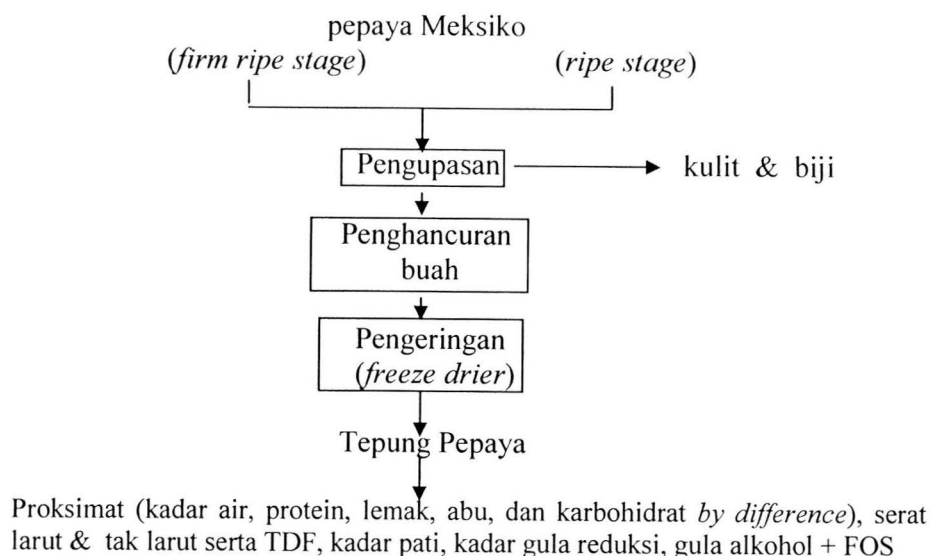 pepaya Meksiko
(firm ripe stage) (ripe stage)
Pengupasan kulit & biji
Penghancuran
buah
Pengeringan
(freeze drier)
Tepung Pepaya
Proksimat (kadar air, protein, lemak, abu, dan karbohidrat by difference), serat
larut & tak larut serta TDF, kadar pati, kadar gula reduksi, gula alkohol + FOS